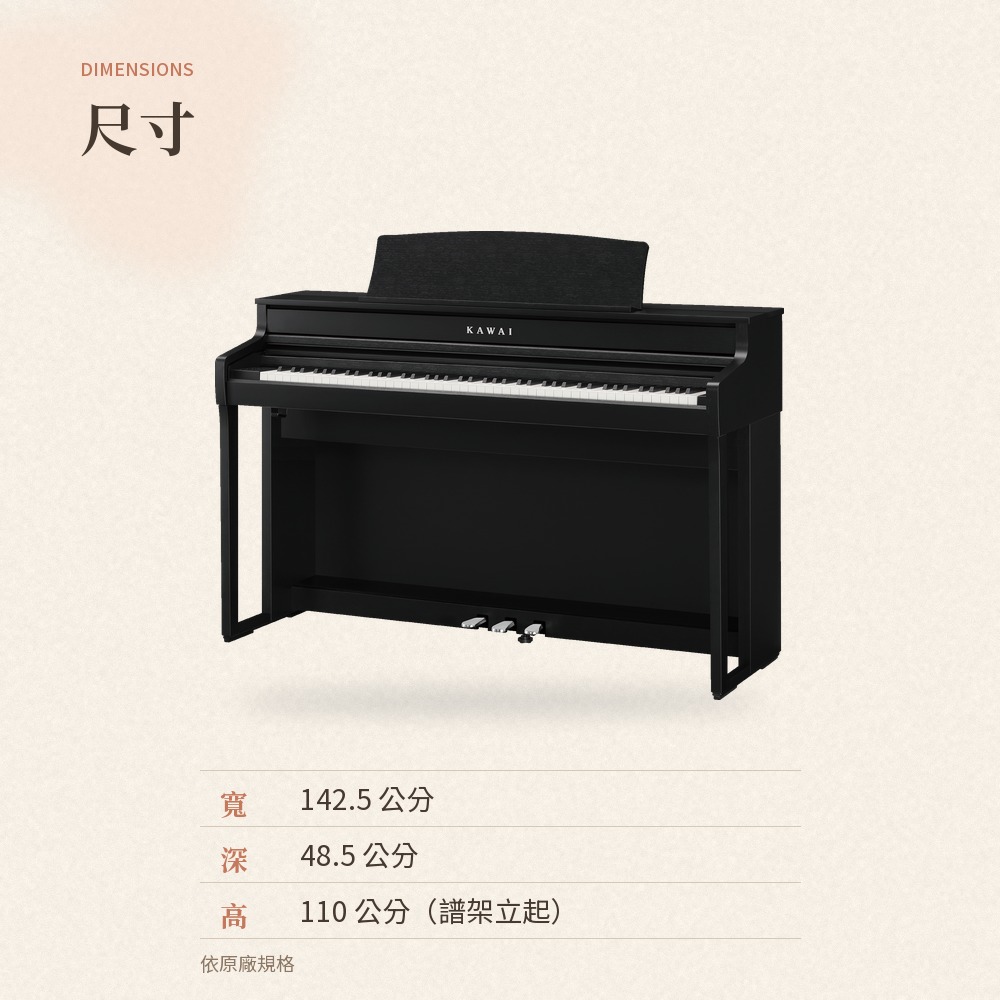 DIMENSIONS
尺寸
KAWAI
寬 142.5 公分
深 48.5 公分
高 110 公分（譜架立起）
依原廠規格